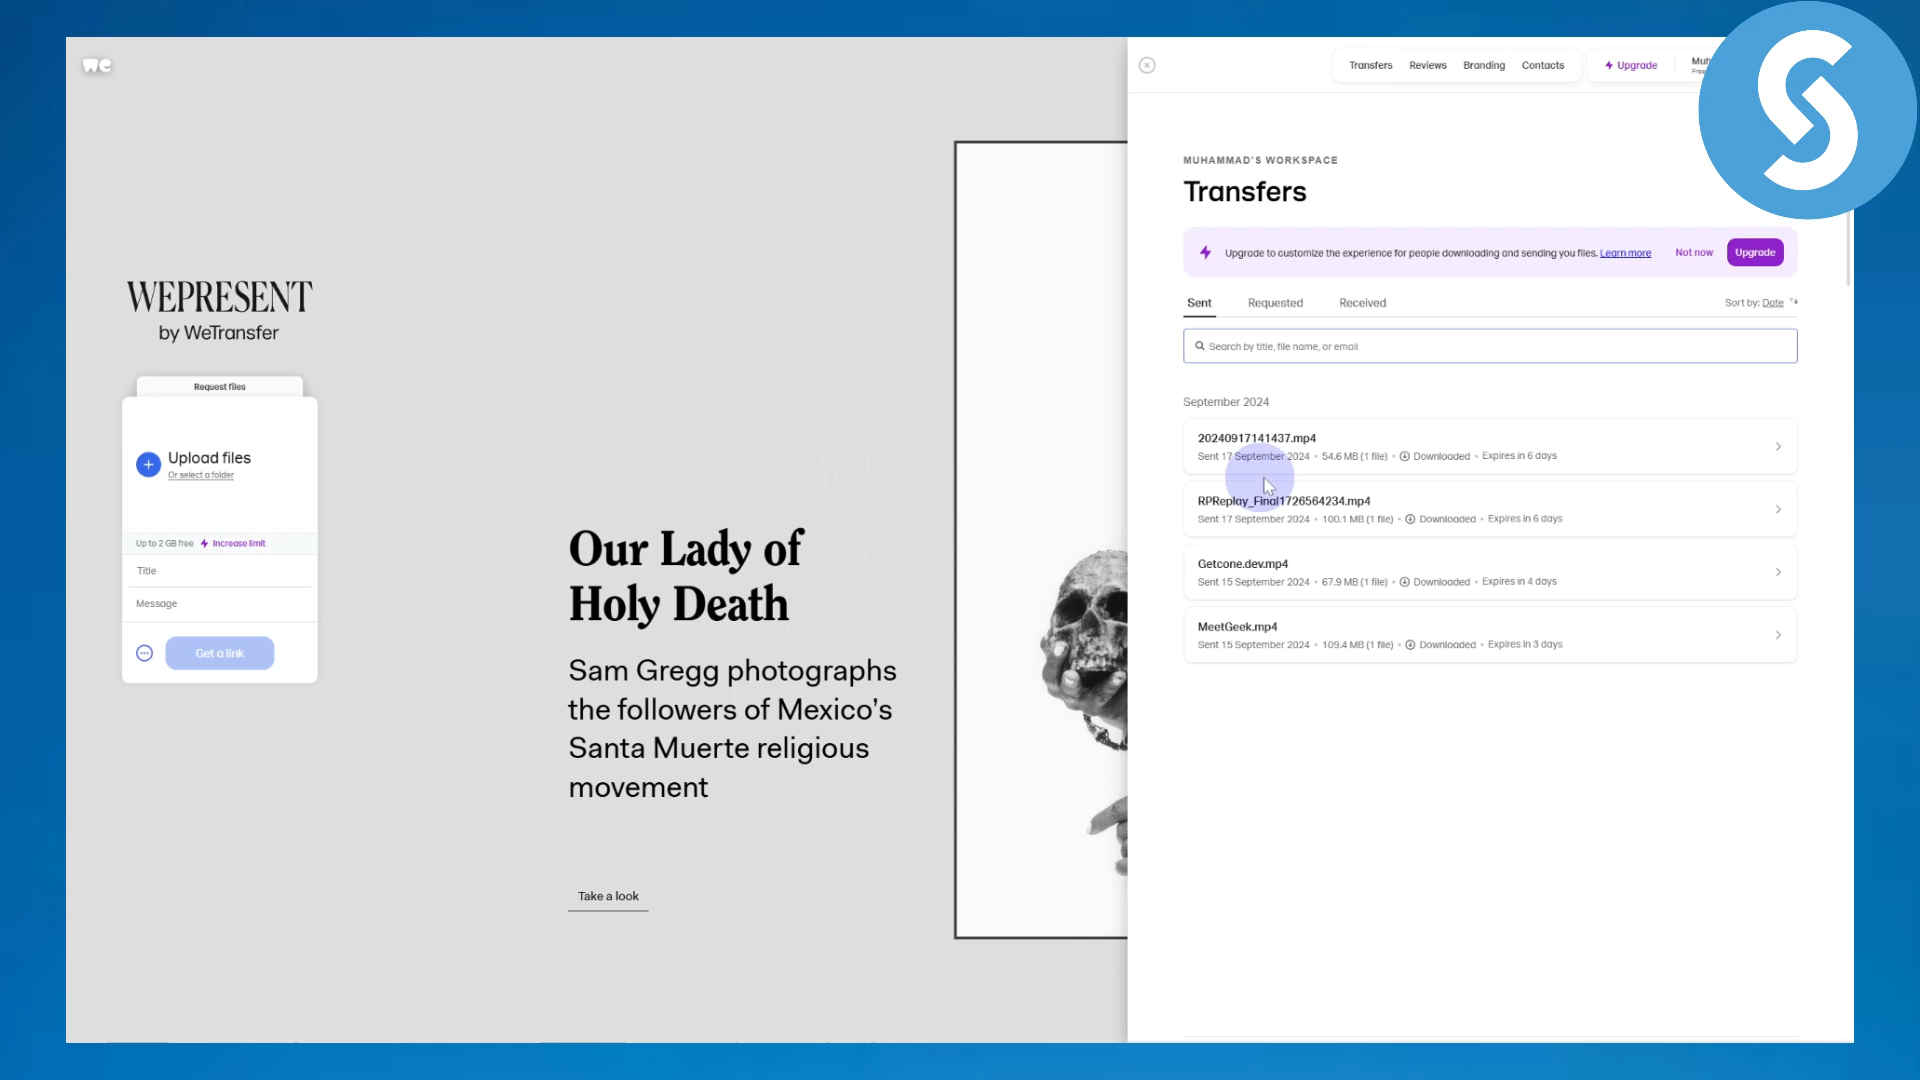 we
WEPRESENT
by WeTransfer
Request files
Upload files
Or select a folder
Up to 2 GB free Increase limit
Title
Message
Get a link
Our Lady of
Holy Death
Sam Gregg photographs
the followers of Mexico's
Santa Muerte religious
movement
Take a look
Transfers Reviews Branding Contacts Upgrade
MUHAMMAD'S WORKSPACE
Transfers
Upgrade to customize the experience for people downloading and sending you files. Learn more Not now Upgrade
Sent Requested Received Sort by: Date
Search by title, file name, or email
September 2024
20240917141437.mp4
Sent 17 September 2024 • 54.6 MB (1 file) • Downloaded • Expires in 6 days
RPReplay_Final1726564234.mp4
Sent 17 September 2024 • 100.1 MB (1 file) • Downloaded • Expires in 6 days
Getcone.dev.mp4
Sent 15 September 2024 • 67.9 MB (1 file) • Downloaded • Expires in 4 days
MeetGeek.mp4
Sent 15 September 2024 • 109.4 MB (1 file) • Downloaded • Expires in 3 days